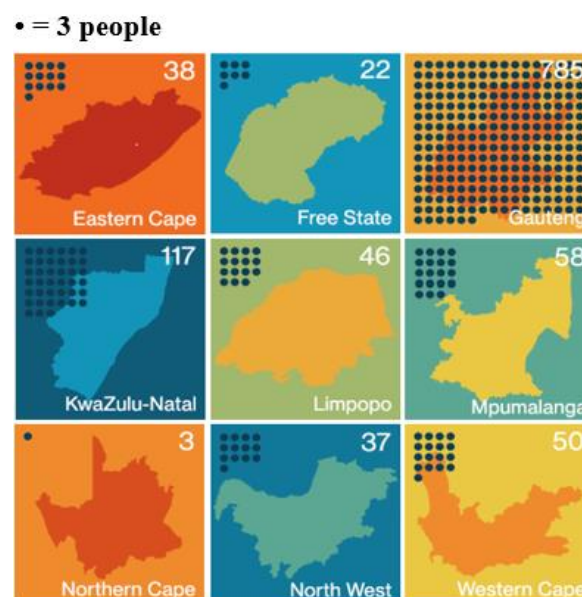 • = 3 people
38
Eastern Cape
22
Free State
785
Gauteng
117
KwaZulu-Natal
46
Limpopo
58
Mpumalanga
3
Northern Cape
37
North West
50
Western Cape